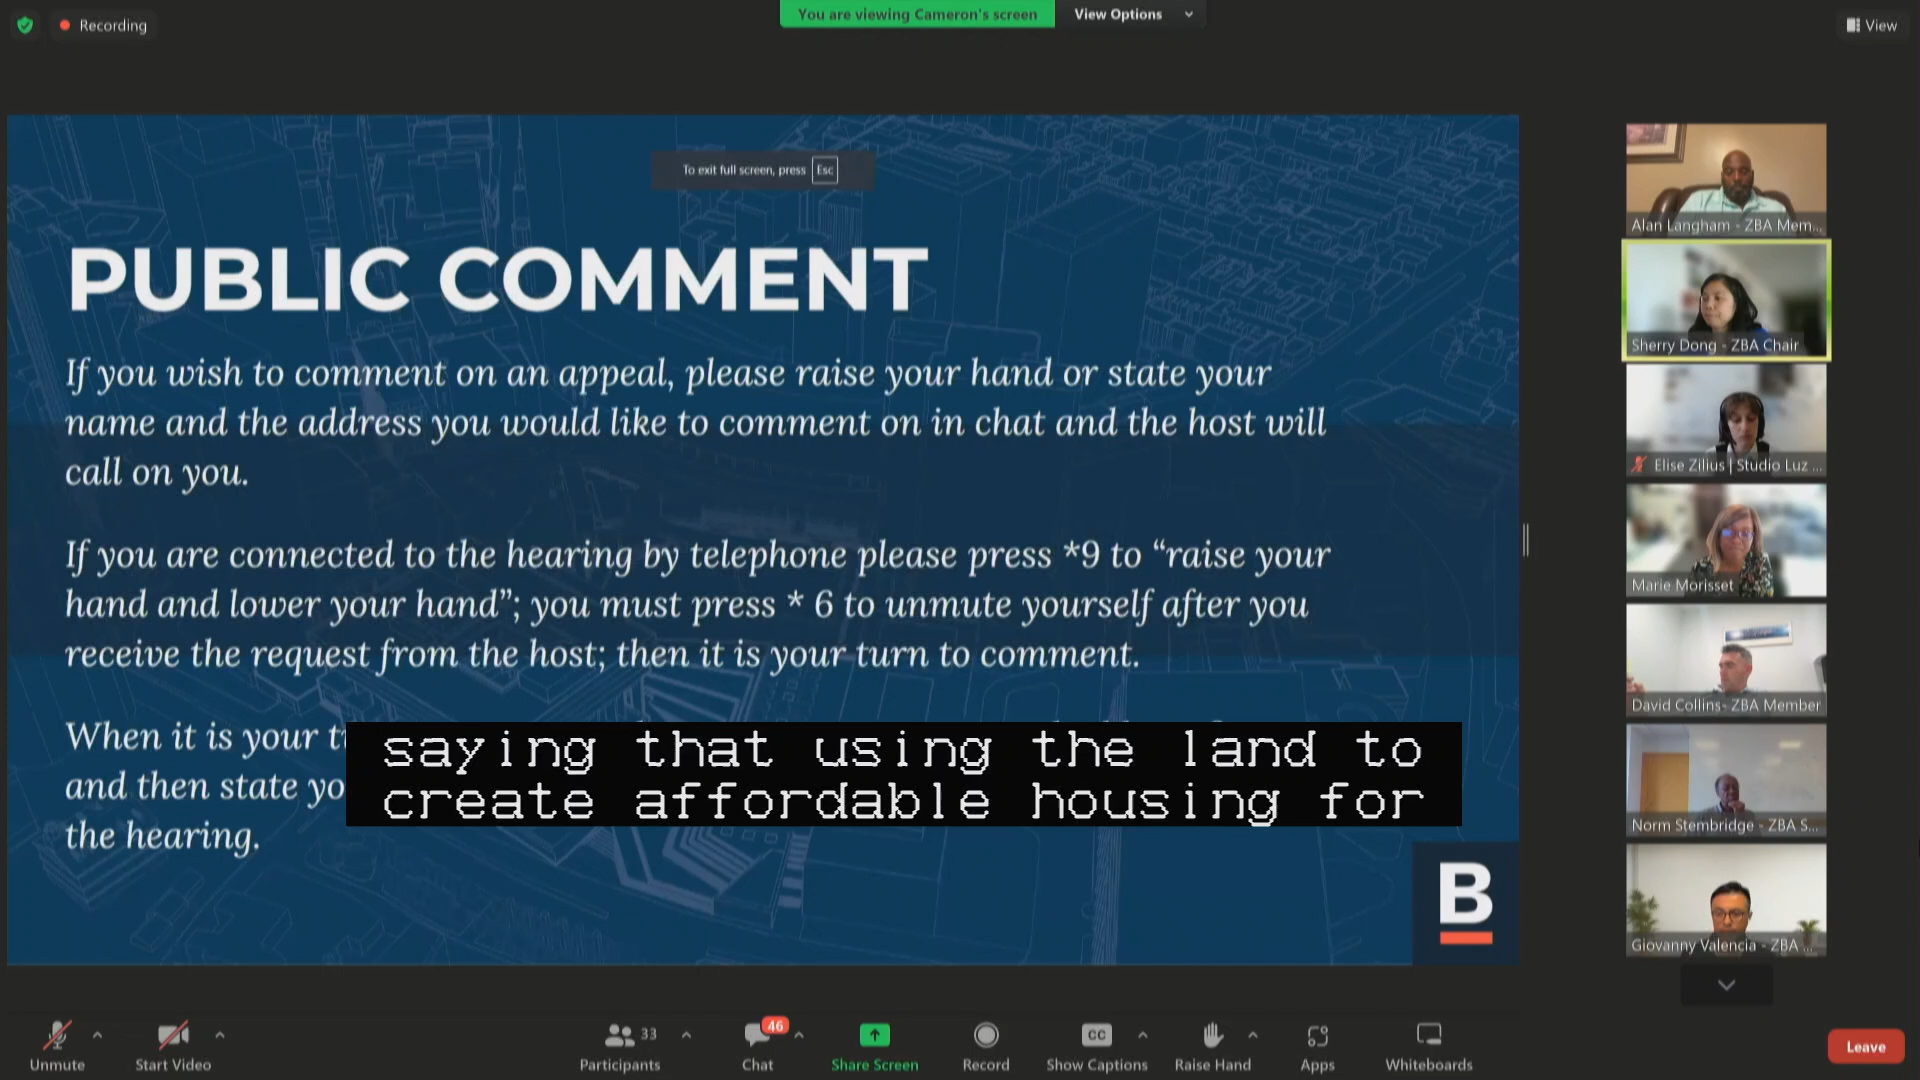 Recording
You are viewing Cameron's screen
View Options
View
To exit full screen, press Esc
PUBLIC COMMENT
If you wish to comment on an appeal, please raise your hand or state your
name and the address you would like to comment on in chat and the host will
call on you.
If you are connected to the hearing by telephone please press *9 to “raise your
hand and lower your hand”; you must press * 6 to unmute yourself after you
receive the request from the host; then it is your turn to comment.
When it is your
and then state
the hearing.
saying that using the land to
create affordable housing for
B
Alan Langham - ZBA Mem...
Sherry Dong - ZBA Chair
Elise Zilius | Studio Luz ...
Marie Morisset
David Collins- ZBA Member
Norm Stembridge - ZBA S...
Giovanny Valencia - ZBA ...
Unmute
Start Video
33
Participants
46
Chat
Share Screen
Record
CC
Show Captions
Raise Hand
Apps
Whiteboards
Leave